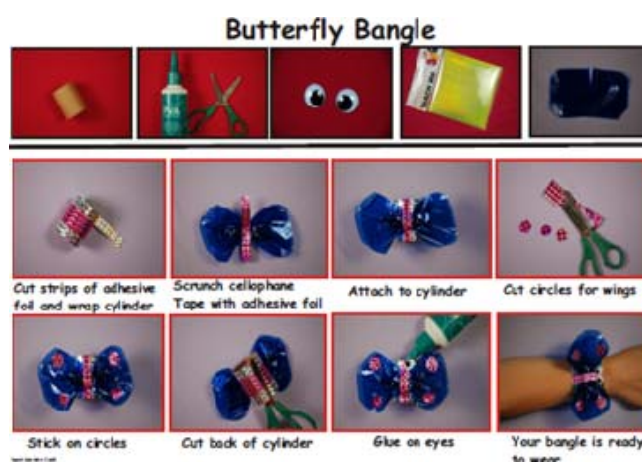 Butterfly Bangle
PVA
Cut strips of adhesive
foil and wrap cylinder
Scrunch cellophane
Tape with adhesive foil
Attach to cylinder
Cut circles for wings
Stick on circles
Cut back of cylinder
Glue on eyes
Your bangle is ready
to wear